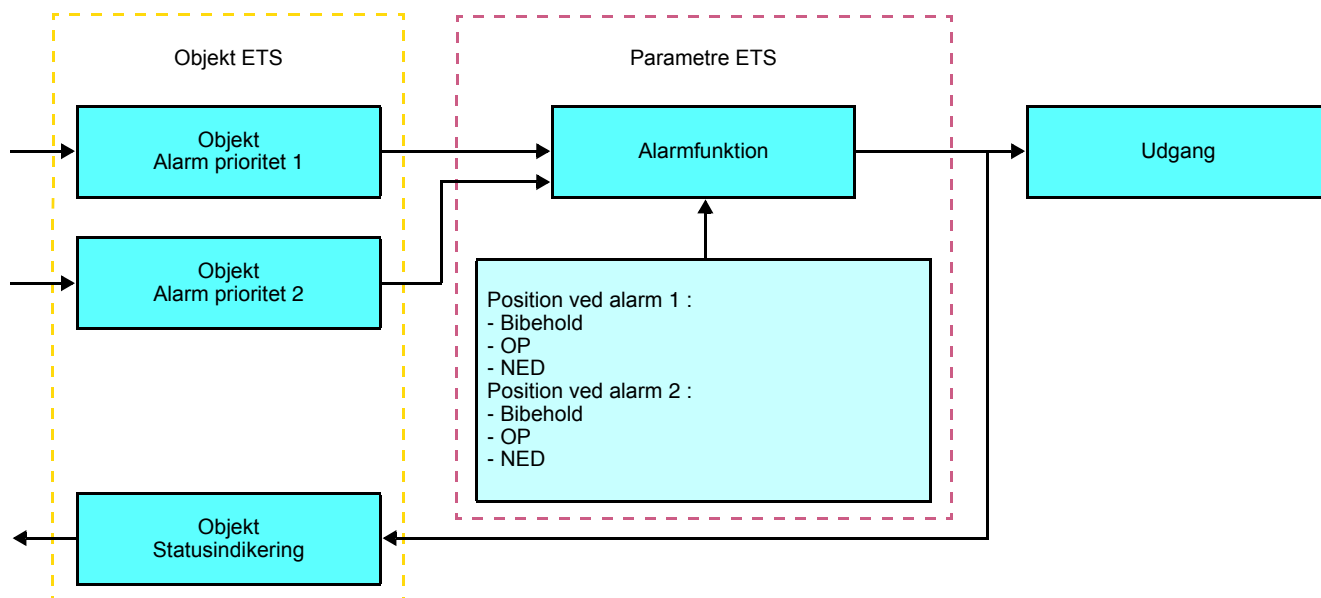 Objekt ETS
Parametre ETS
Objekt
Alarm prioritet 1
Alarmfunktion
Udgang
Objekt
Alarm prioritet 2
Position ved alarm 1 :
- Bibehold
- OP
- NED
Position ved alarm 2 :
- Bibehold
- OP
- NED
Objekt
Statusindikering